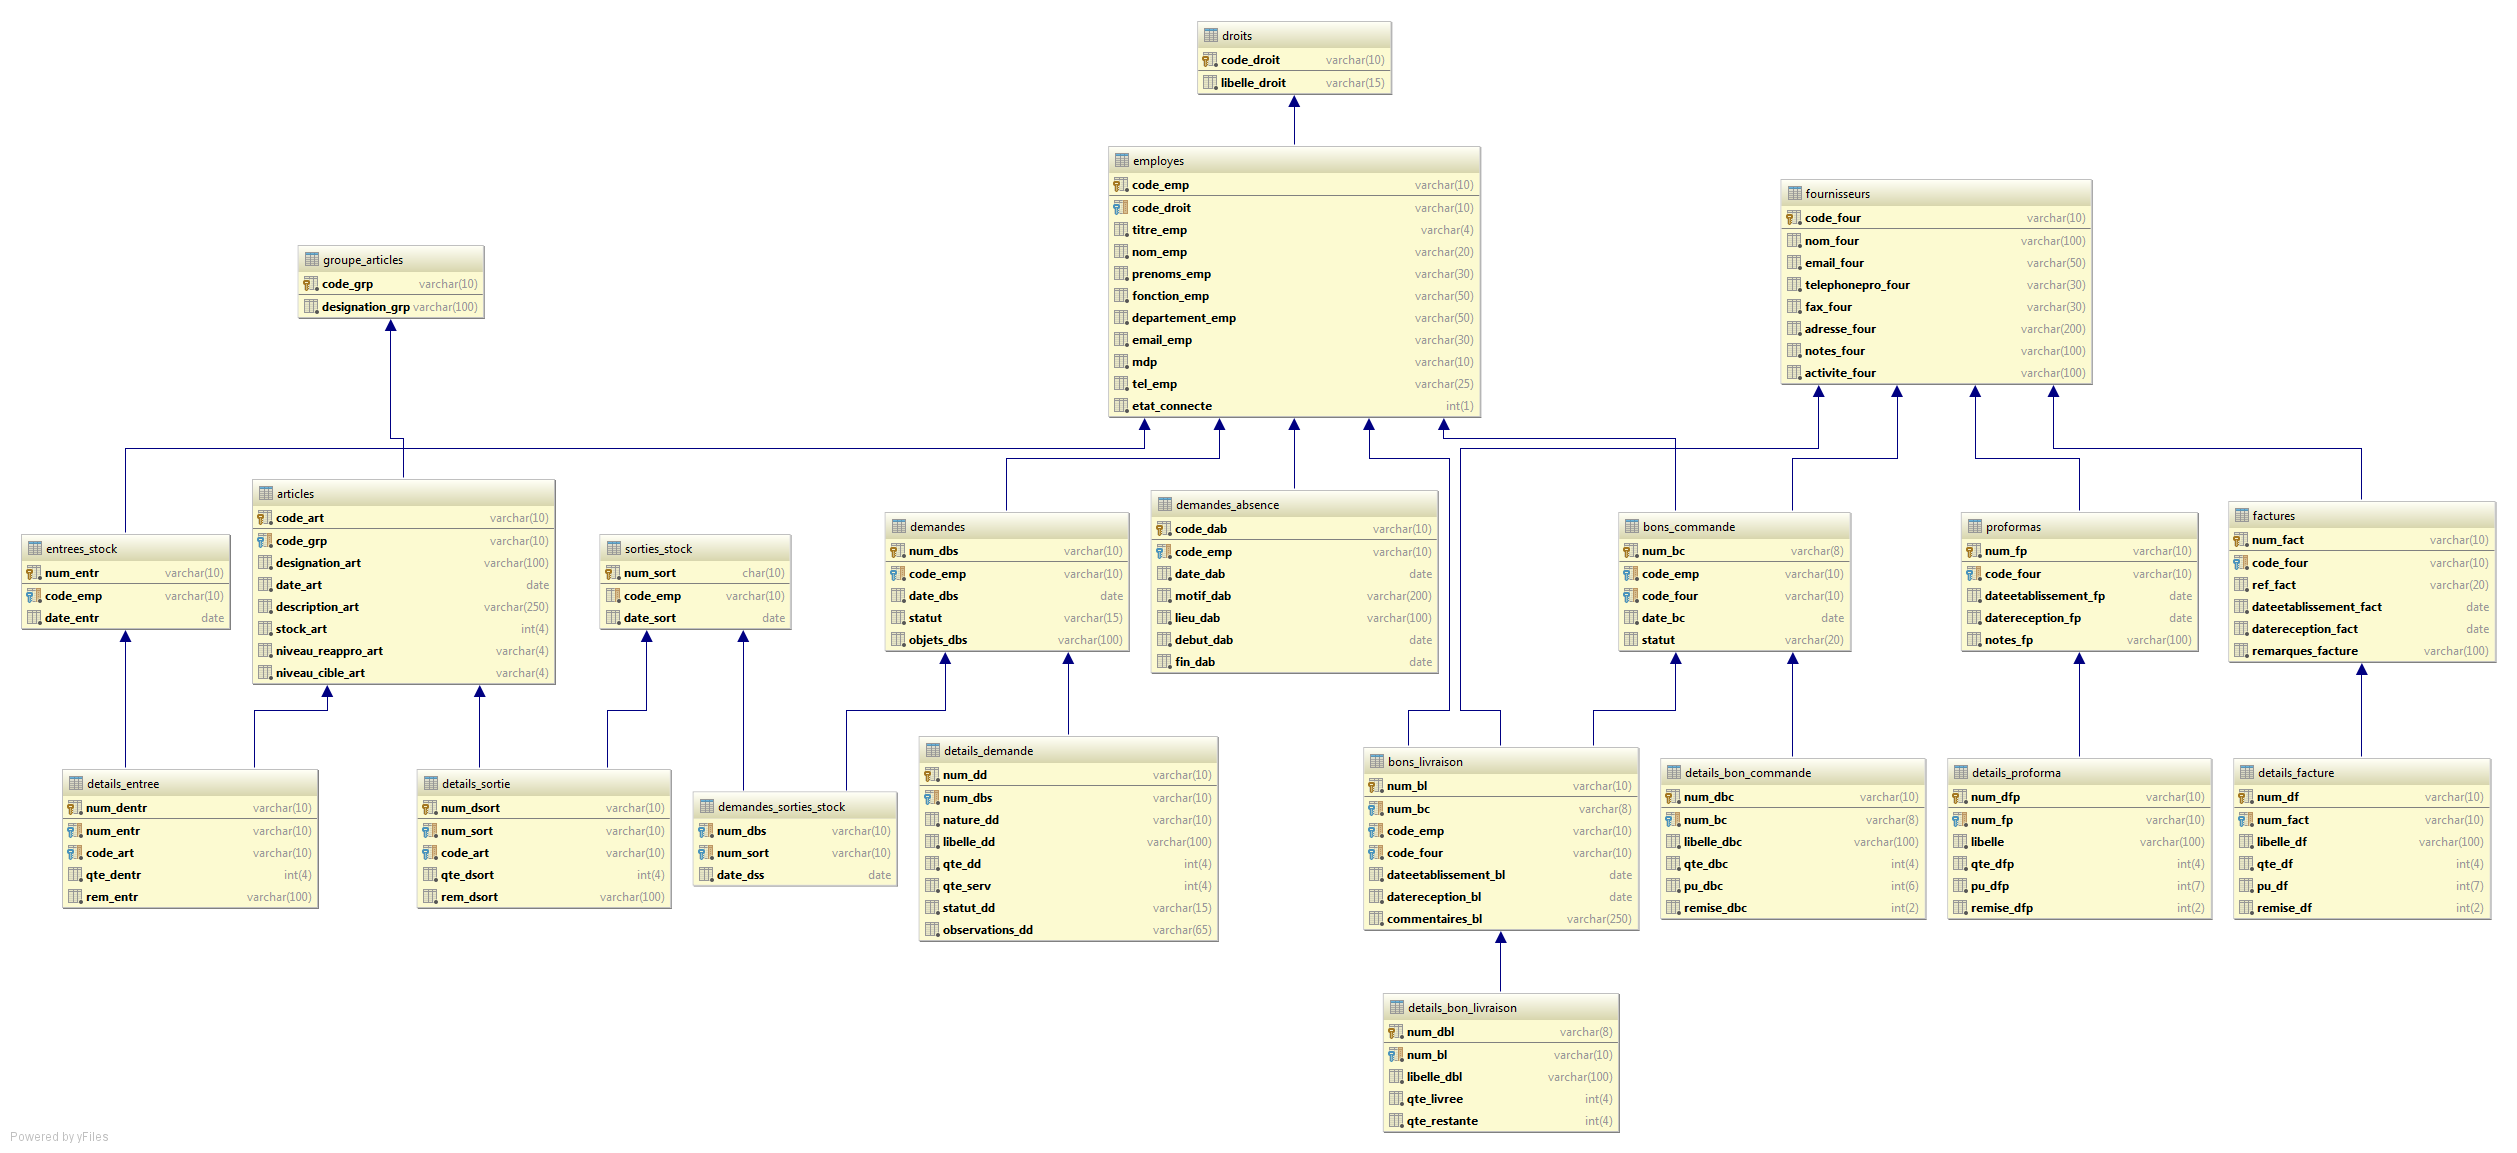 droits
code_droit varchar(10)
libelle_droit varchar(15)
employes
code_emp varchar(10)
code_droit varchar(10)
titre_emp varchar(4)
nom_emp varchar(20)
prenoms_emp varchar(30)
fonction_emp varchar(50)
departement_emp varchar(50)
email_emp varchar(30)
mdp varchar(10)
tel_emp varchar(25)
etat_connecte int(1)
fournisseurs
code_four varchar(10)
nom_four varchar(100)
email_four varchar(50)
telephonepro_four varchar(30)
fax_four varchar(30)
adresse_four varchar(200)
notes_four varchar(100)
activite_four varchar(100)
groupe_articles
code_grp varchar(10)
designation_grp varchar(100)
entrees_stock
num_entr varchar(10)
code_emp varchar(10)
date_entr date
articles
code_art varchar(10)
code_grp varchar(10)
designation_art varchar(100)
date_art date
description_art varchar(250)
stock_art int(4)
niveau_reappro_art varchar(4)
niveau_cible_art varchar(4)
sorties_stock
num_sort char(10)
code_emp varchar(10)
date_sort date
demandes
num_dbs varchar(10)
code_emp varchar(10)
date_dbs date
statut varchar(15)
objets_dbs varchar(100)
demandes_absence
code_dab varchar(10)
code_emp varchar(10)
date_dab date
motif_dab varchar(200)
lieu_dab varchar(100)
debut_dab date
fin_dab date
bons_commande
num_bc varchar(8)
code_emp varchar(10)
code_four varchar(10)
date_bc date
statut varchar(20)
proformas
num_fp varchar(10)
code_four varchar(10)
dateetablissement_fp date
datereception_fp date
notes_fp varchar(100)
factures
num_fact varchar(10)
code_four varchar(10)
ref_fact varchar(20)
dateetablissement_fact date
datereception_fact date
remarques_facture varchar(100)
details_entree
num_dentr varchar(10)
num_entr varchar(10)
code_art varchar(10)
qte_dentr int(4)
rem_entr varchar(100)
details_sortie
num_dsort varchar(10)
num_sort varchar(10)
code_art varchar(10)
qte_dsort int(4)
rem_dsort varchar(100)
demandes_sorties_stock
num_dbs varchar(10)
num_sort varchar(10)
date_dss date
details_demande
num_dd varchar(10)
num_dbs varchar(10)
nature_dd varchar(10)
libelle_dd varchar(100)
qte_dd int(4)
qte_serv int(4)
statut_dd varchar(15)
observations_dd varchar(65)
bons_livraison
num_bl varchar(10)
num_bc varchar(8)
code_emp varchar(10)
code_four varchar(10)
dateetablissement_bl date
datereception_bl date
commentaires_bl varchar(250)
details_bon_commande
num_dbc varchar(10)
num_bc varchar(8)
libelle_dbc varchar(100)
qte_dbc int(4)
pu_dbc int(6)
remise_dbc int(2)
details_proforma
num_dfp varchar(10)
num_fp varchar(10)
libelle varchar(100)
qte_dfp int(4)
pu_dfp int(7)
remise_dfp int(2)
details_facture
num_df varchar(10)
num_fact varchar(10)
libelle_df varchar(100)
qte_df int(4)
pu_df int(7)
remise_df int(2)
details_bon_livraison
num_dbl varchar(8)
num_bl varchar(10)
libelle_dbl varchar(100)
qte_livree int(4)
qte_restante int(4)
Powered by yFiles